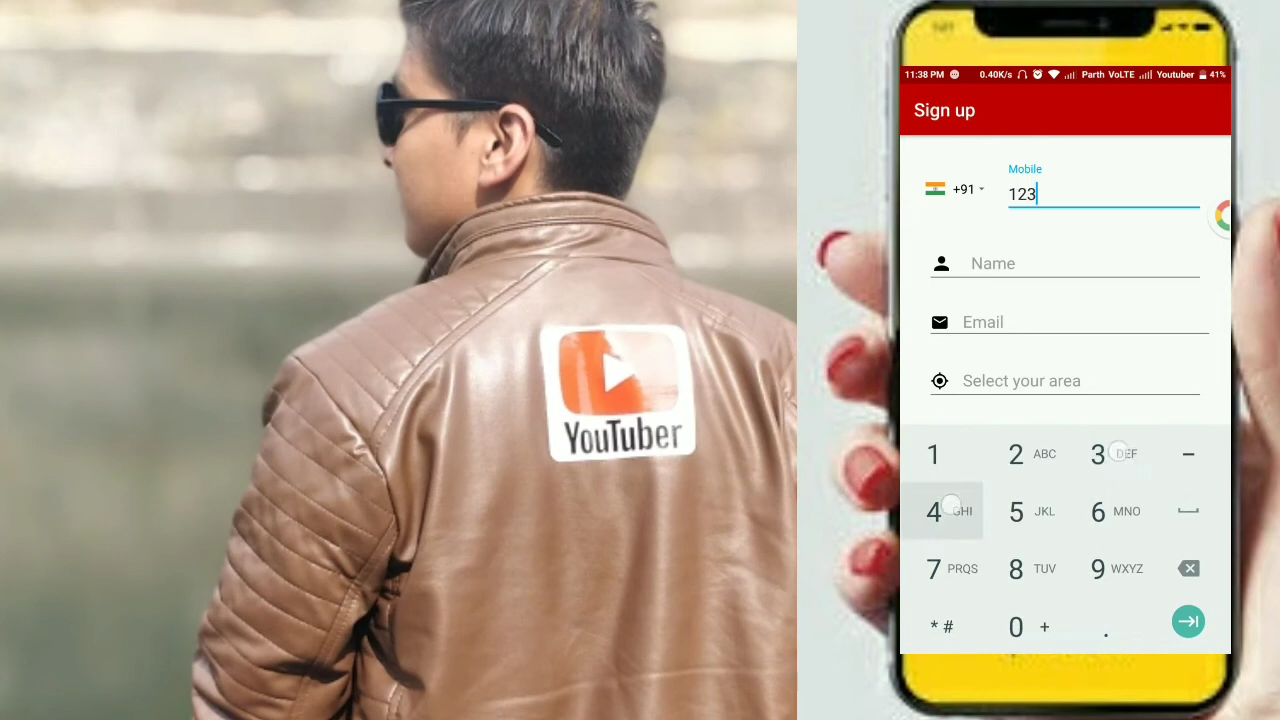 YouTuber
11:38 PM 0.40K/s Parth VoLTE Youtuber 41%
Sign up
Mobile
+91 123
Name
Email
Select your area
1 2 ABC 3 DEF -
4 GHI 5 JKL 6 MNO
7 PRQS 8 TUV 9 WXYZ
* # 0 + .